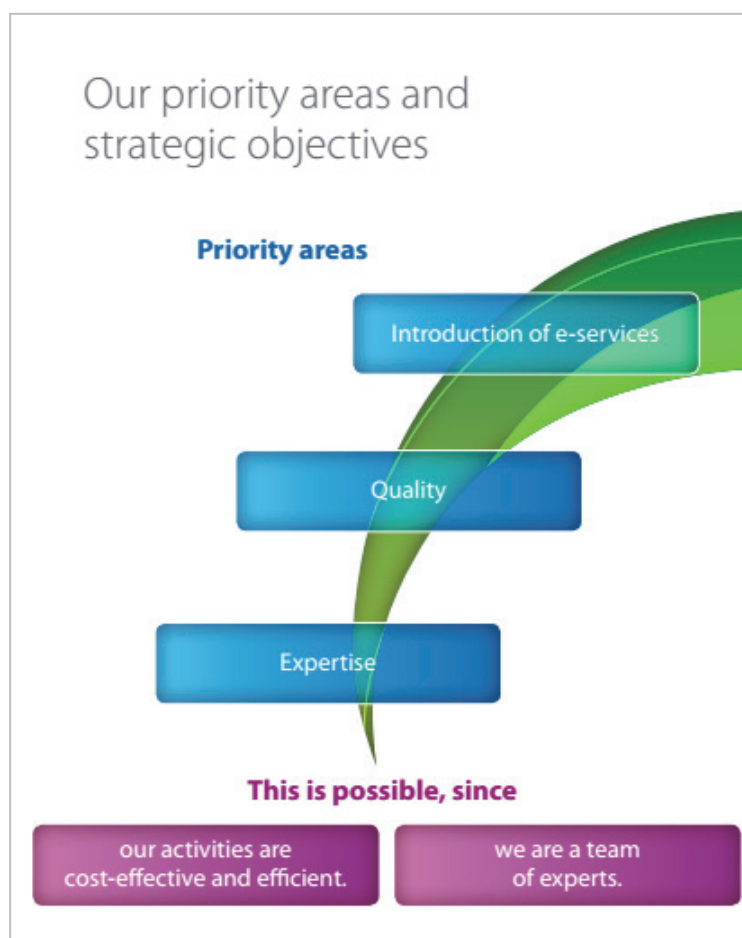 Our priority areas and
strategic objectives
Priority areas
Introduction of e-services
Quality
Expertise
This is possible, since
our activities are
cost-effective and efficient.
we are a team
of experts.